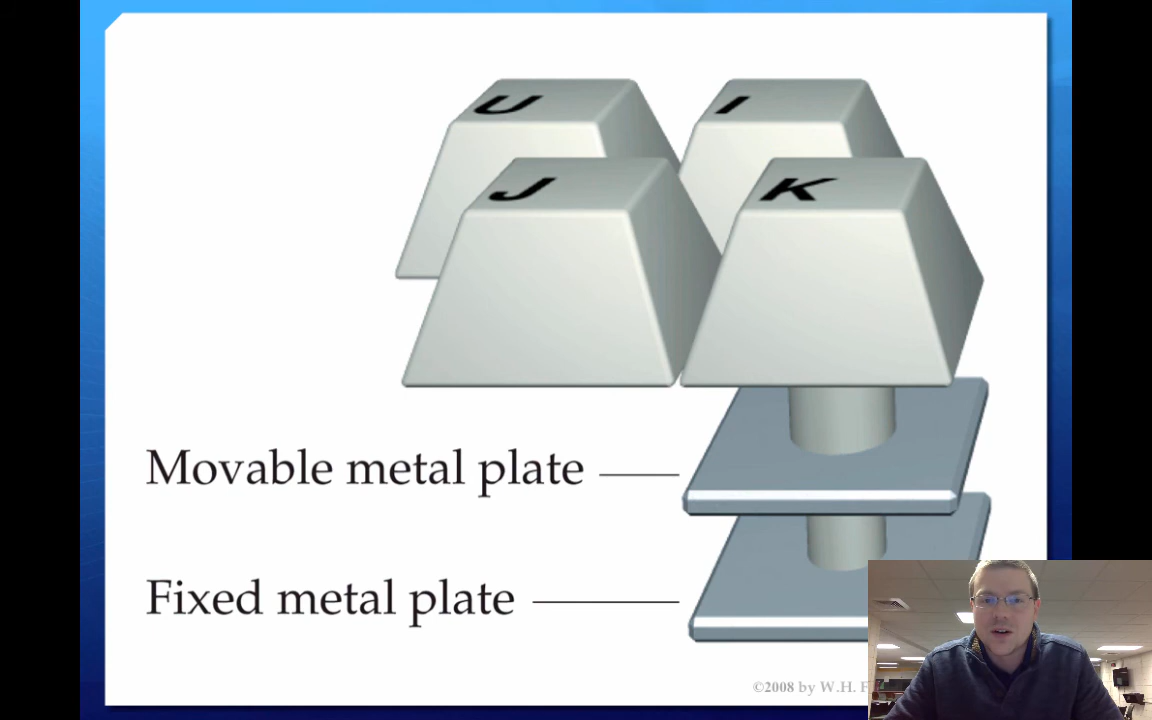 U I
J K
Movable metal plate
Fixed metal plate
©2008 by W.H.